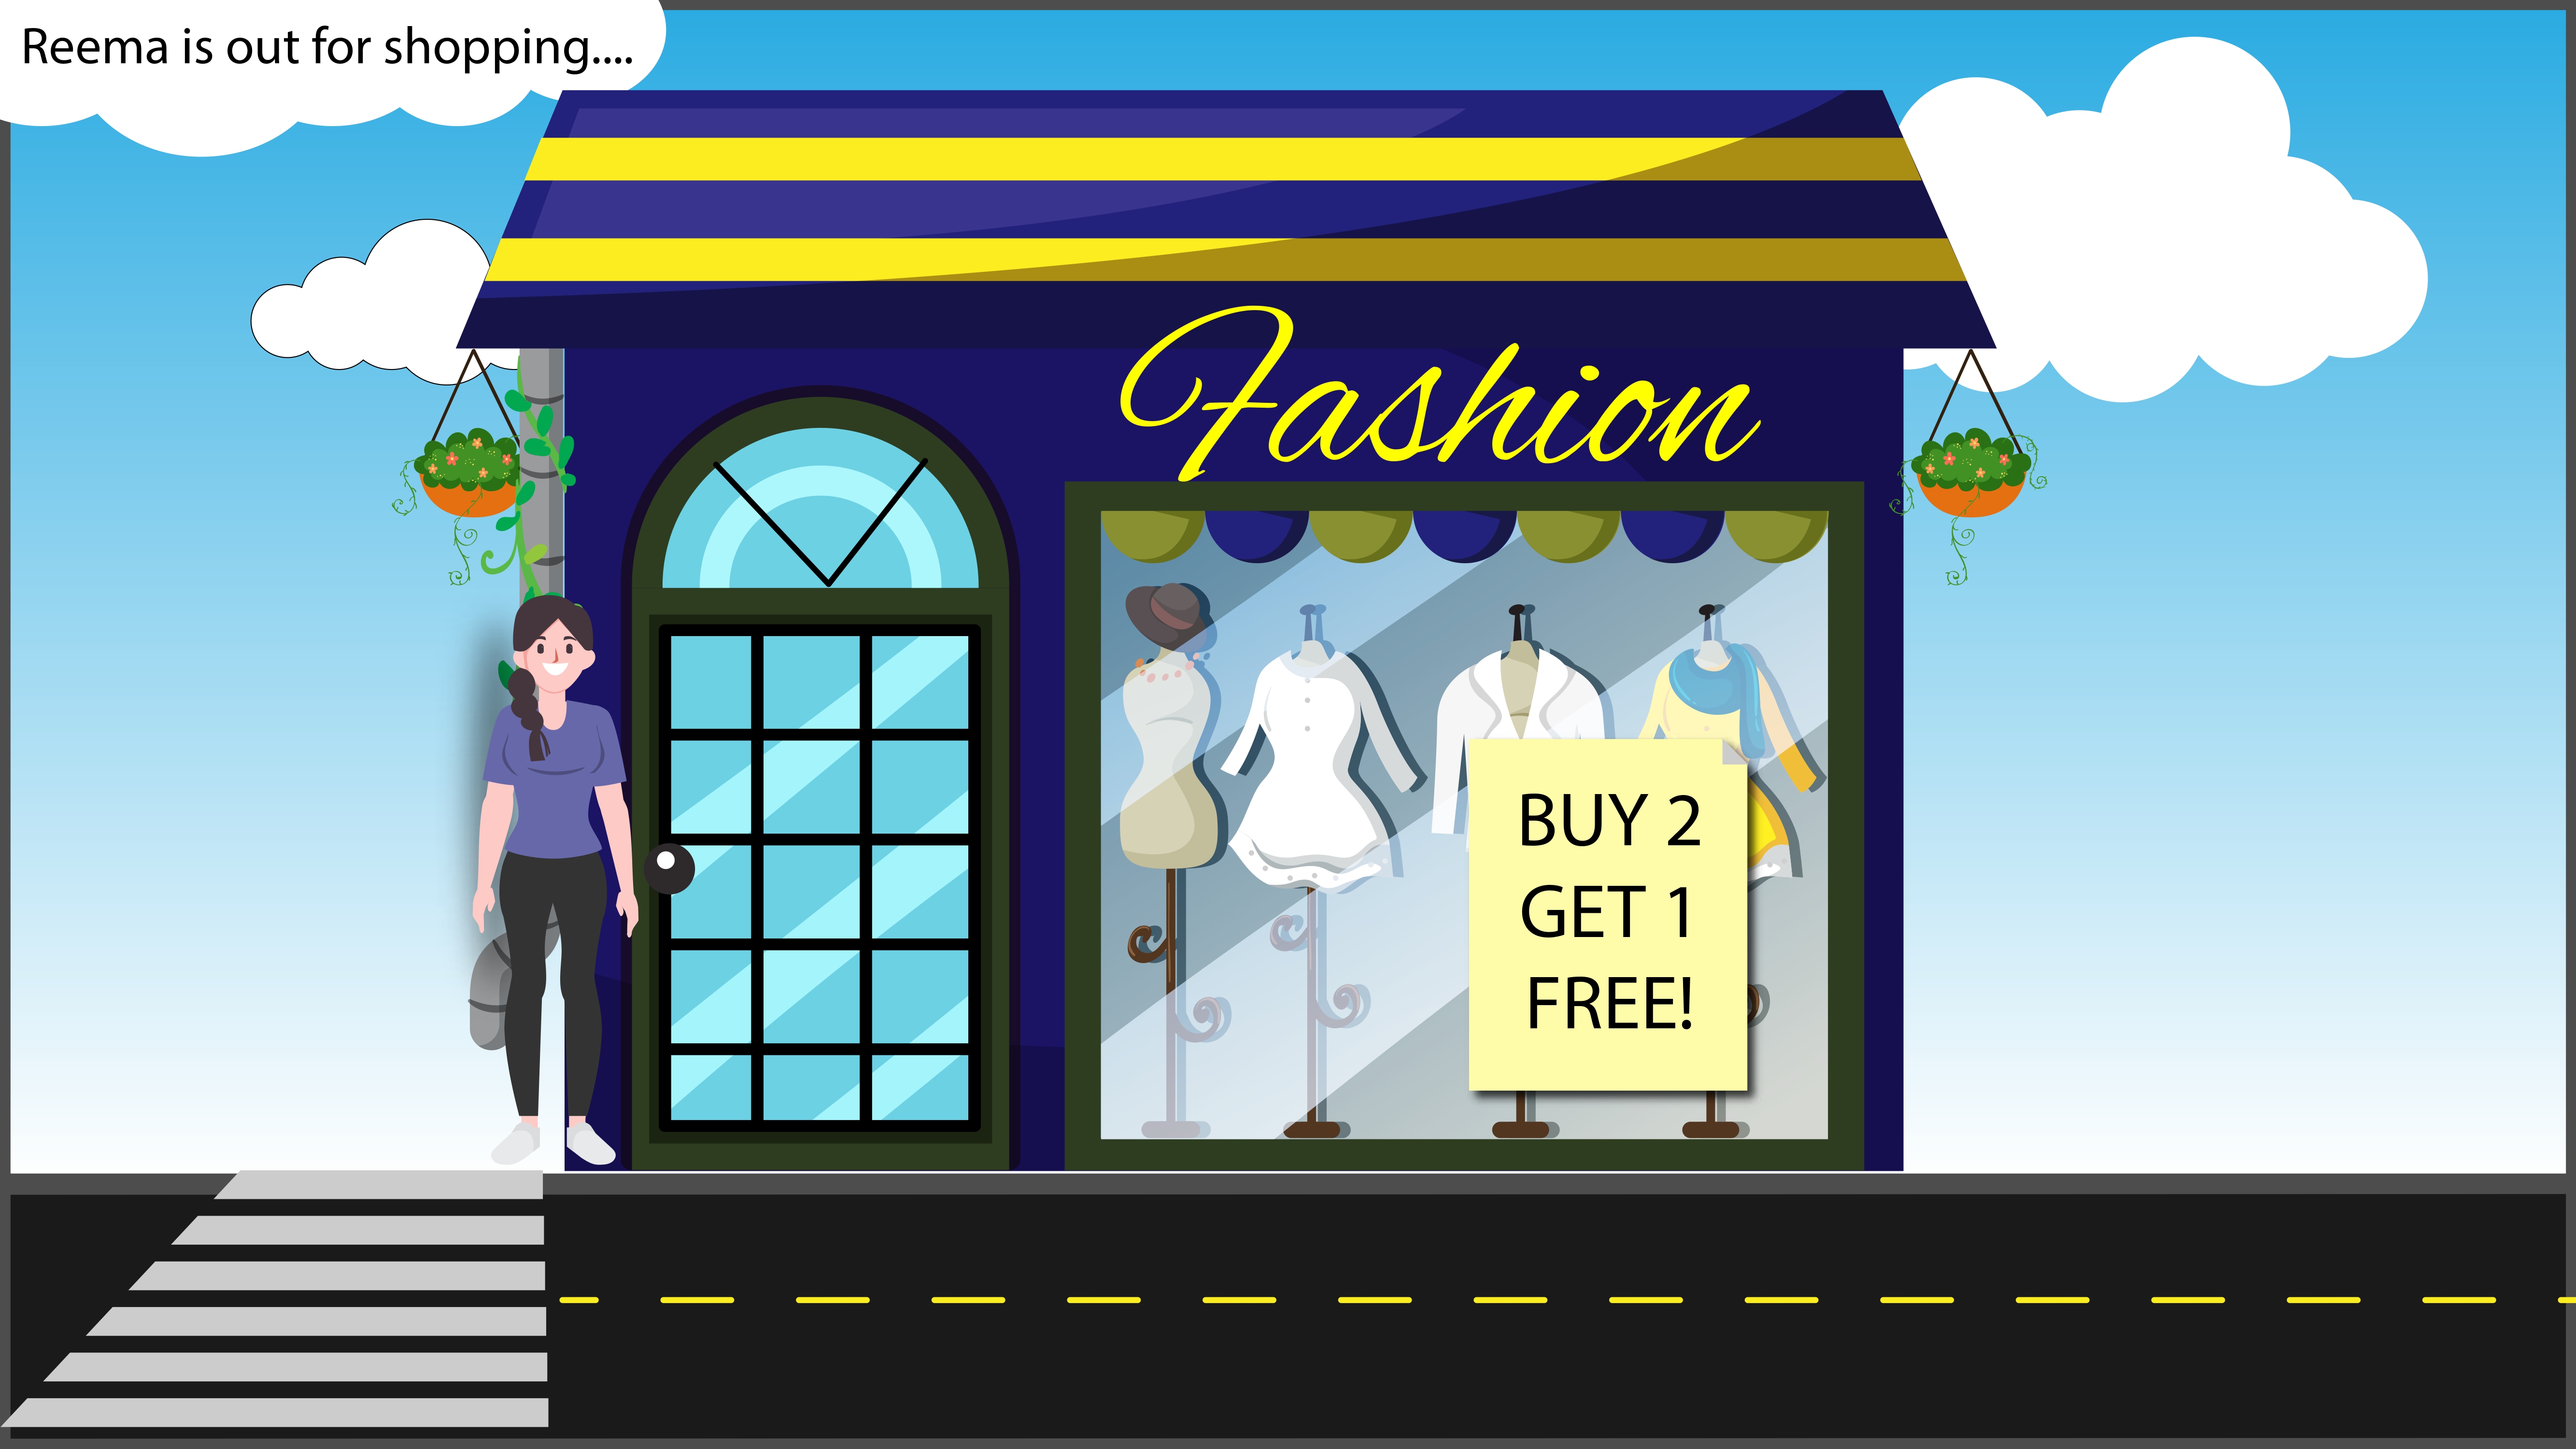 Reema is out for shopping....
Fashion
BUY 2
GET 1
FREE!